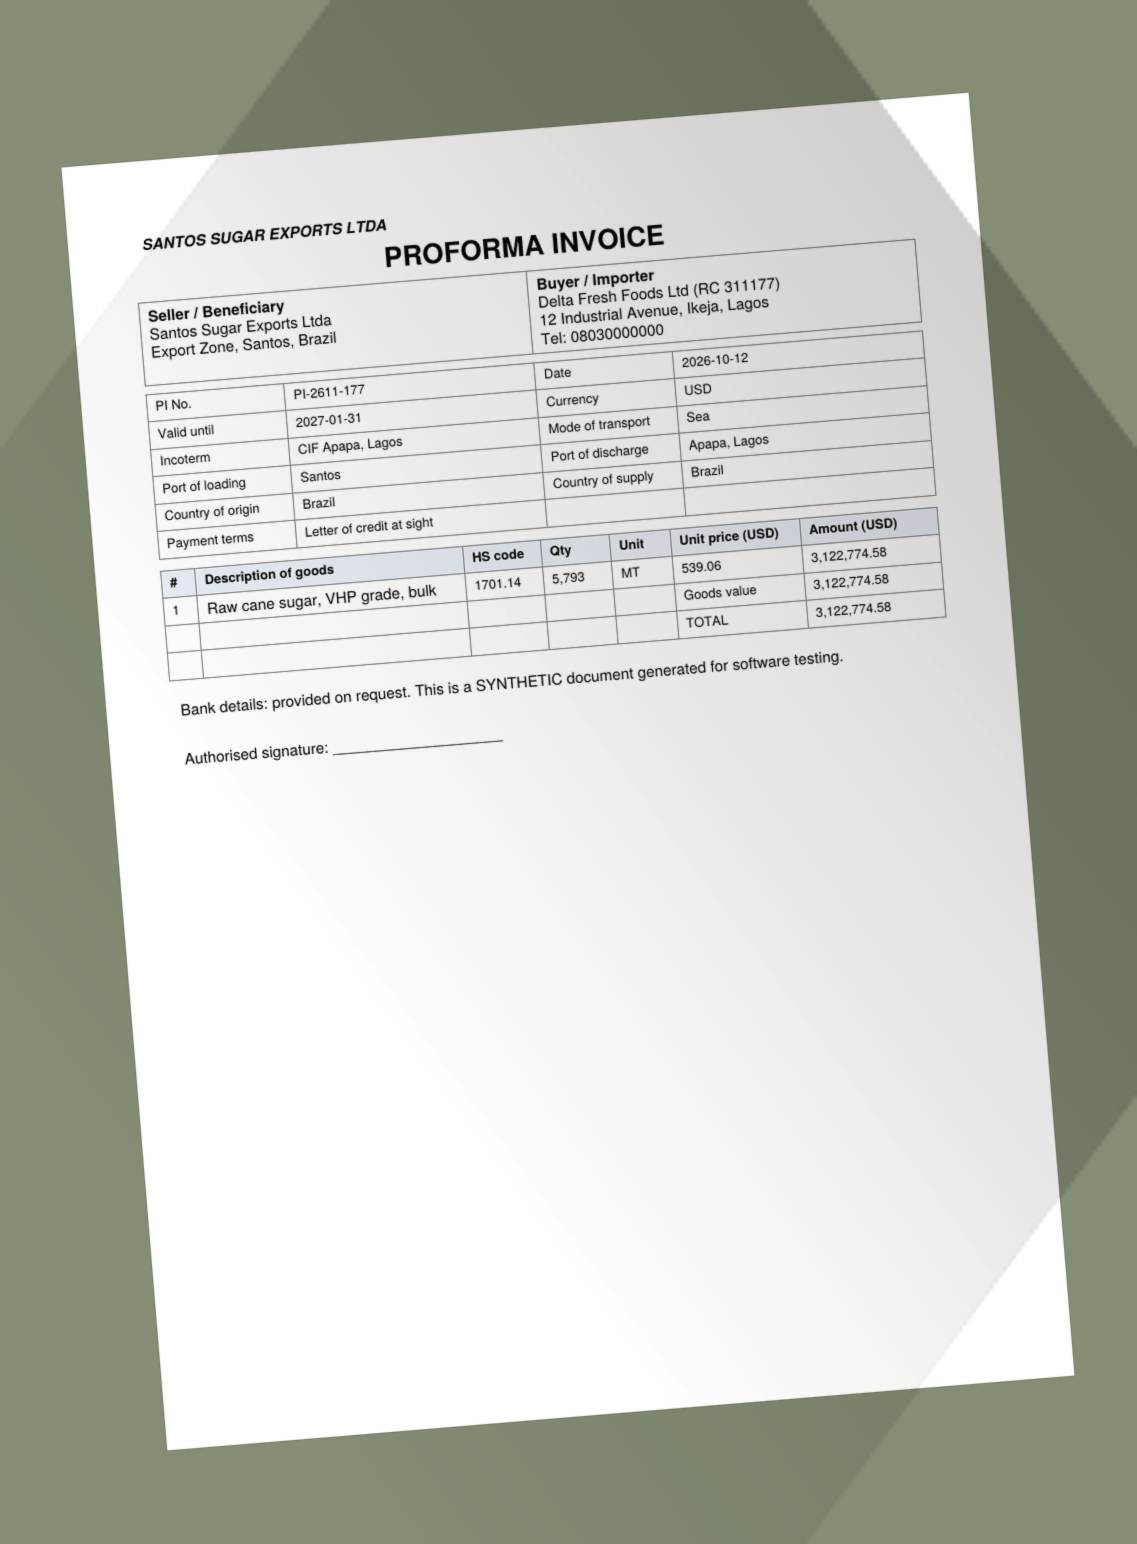 SANTOS SUGAR EXPORTS LTDA
PROFORMA INVOICE
Seller / Beneficiary
Santos Sugar Exports Ltda
Export Zone, Santos, Brazil
Buyer / Importer
Delta Fresh Foods Ltd (RC 311177)
12 Industrial Avenue, Ikeja, Lagos
Tel: 08030000000
PI No. PI-2611-177 Date 2026-10-12
Valid until 2027-01-31 Currency USD
Incoterm CIF Apapa, Lagos Mode of transport Sea
Port of loading Santos Port of discharge Apapa, Lagos
Country of origin Brazil Country of supply Brazil
Payment terms Letter of credit at sight
# Description of goods HS code Qty Unit Unit price (USD) Amount (USD)
1 Raw cane sugar, VHP grade, bulk 1701.14 5,793 MT 539.06 3,122,774.58
Goods value 3,122,774.58
TOTAL 3,122,774.58
Bank details: provided on request. This is a SYNTHETIC document generated for software testing.
Authorised signature: ____________________